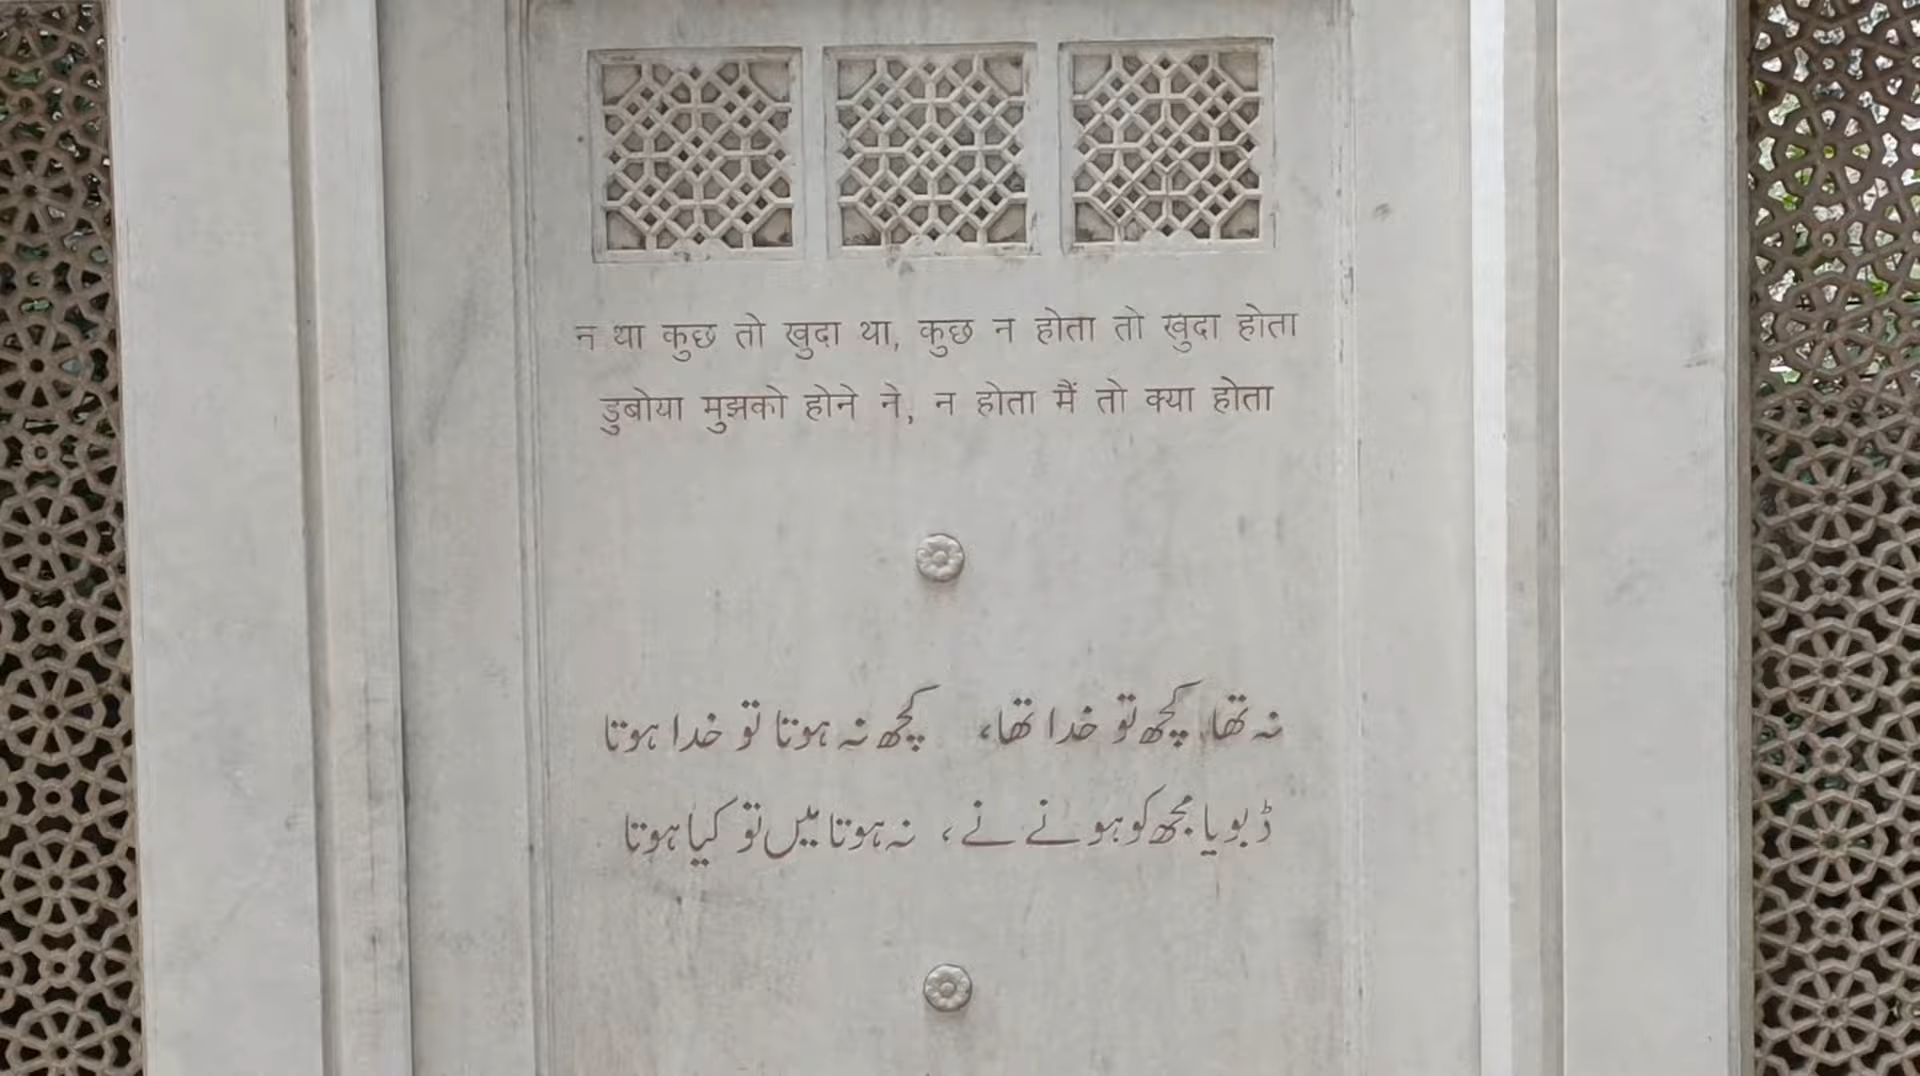 न था कुछ तो खुदा था, कुछ न होता तो खुदा होता
डुबोया मुझको होने ने, न होता मैं तो क्या होता
نہ تھا کچھ تو خدا تھا، کچھ نہ ہوتا تو خدا ہوتا
ڈبویا مجھ کو ہونے نے، نہ ہوتا میں تو کیا ہوتا